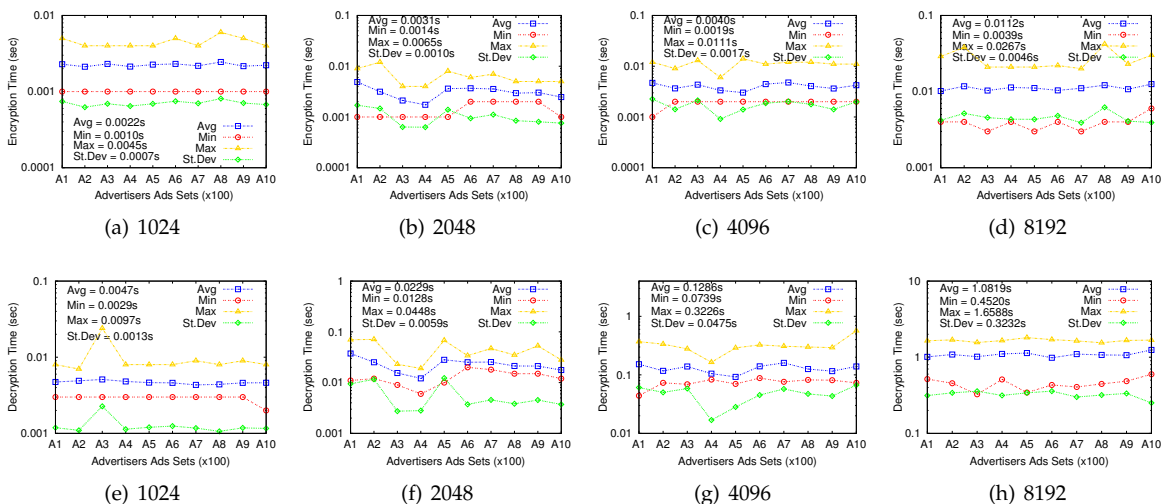 0.01
0.001
0.0001
Encryption Time (sec)
Avg
Min
Max
St.Dev
Avg = 0.0022s
Min = 0.0010s
Max = 0.0045s
St.Dev = 0.0007s
A1 A2 A3 A4 A5 A6 A7 A8 A9 A10
Advertisers Ads Sets (x100)
(a) 1024
0.1
0.01
0.001
0.0001
Encryption Time (sec)
Avg = 0.0031s
Min = 0.0014s
Max = 0.0065s
St.Dev = 0.0010s
Avg
Min
Max
St.Dev
A1 A2 A3 A4 A5 A6 A7 A8 A9 A10
Advertisers Ads Sets (x100)
(b) 2048
0.1
0.01
0.001
0.0001
Encryption Time (sec)
Avg = 0.0040s
Min = 0.0019s
Max = 0.0111s
St.Dev = 0.0017s
Avg
Min
Max
St.Dev
A1 A2 A3 A4 A5 A6 A7 A8 A9 A10
Advertisers Ads Sets (x100)
(c) 4096
0.1
0.01
0.001
Encryption Time (sec)
Avg = 0.0112s
Min = 0.0039s
Max = 0.0267s
St.Dev = 0.0046s
Avg
Min
Max
St.Dev
A1 A2 A3 A4 A5 A6 A7 A8 A9 A10
Advertisers Ads Sets (x100)
(d) 8192
0.1
0.01
0.001
Decryption Time (sec)
Avg = 0.0047s
Min = 0.0029s
Max = 0.0097s
St.Dev = 0.0013s
Avg
Min
Max
St.Dev
A1 A2 A3 A4 A5 A6 A7 A8 A9 A10
Advertisers Ads Sets (x100)
(e) 1024
1
0.1
0.01
0.001
Decryption Time (sec)
Avg = 0.0229s
Min = 0.0128s
Max = 0.0448s
St.Dev = 0.0059s
Avg
Min
Max
St.Dev
A1 A2 A3 A4 A5 A6 A7 A8 A9 A10
Advertisers Ads Sets (x100)
(f) 2048
1
0.1
0.01
Decryption Time (sec)
Avg = 0.1286s
Min = 0.0739s
Max = 0.3226s
St.Dev = 0.0475s
Avg
Min
Max
St.Dev
A1 A2 A3 A4 A5 A6 A7 A8 A9 A10
Advertisers Ads Sets (x100)
(g) 4096
10
1
0.1
Decryption Time (sec)
Avg = 1.0819s
Min = 0.4520s
Max = 1.6588s
St.Dev = 0.3232s
Avg
Min
Max
St.Dev
A1 A2 A3 A4 A5 A6 A7 A8 A9 A10
Advertisers Ads Sets (x100)
(h) 8192